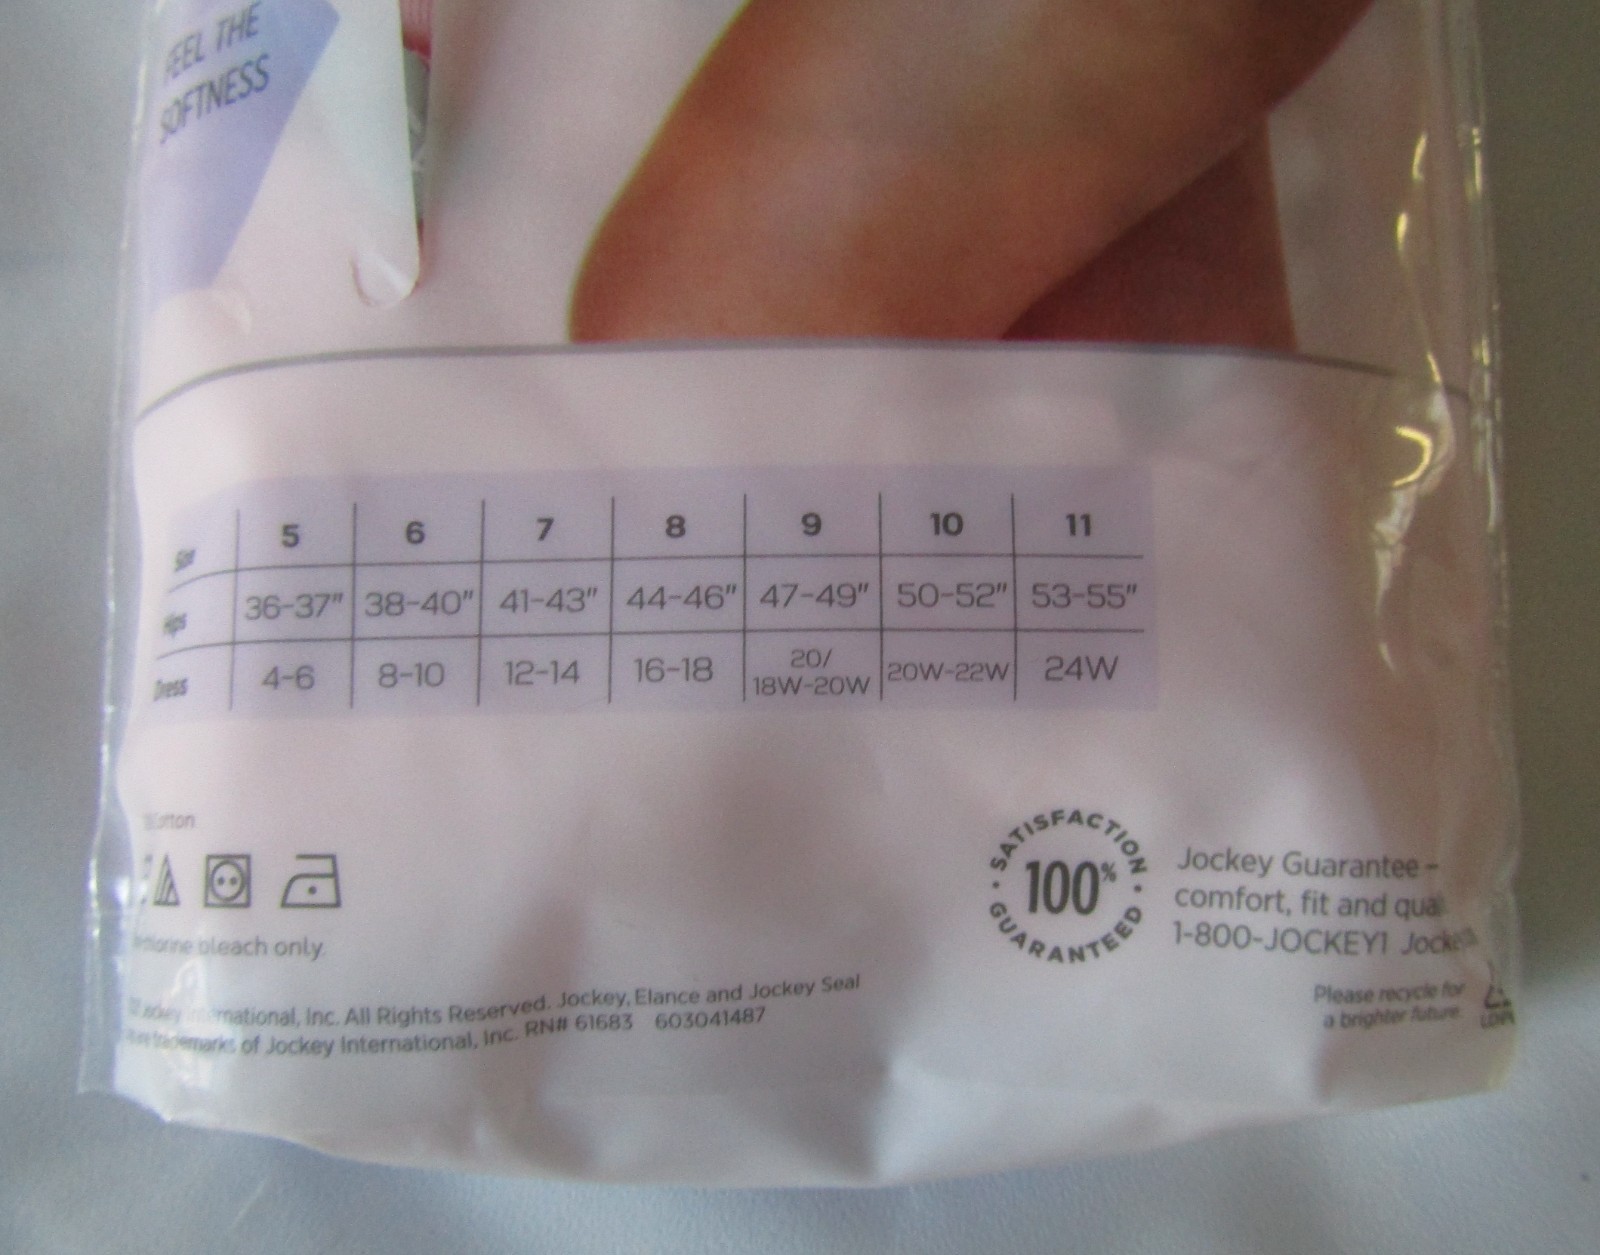 FEEL THE
SOFTNESS
Size 5 6 7 8 9 10 11
Hips 36-37" 38-40" 41-43" 44-46" 47-49" 50-52" 53-55"
Dress 4-6 8-10 12-14 16-18 20/ 18W-20W 20W-22W 24W
Cotton
bleach only.
SATISFACTION
100%
GUARANTEED
Jockey Guarantee –
comfort, fit and
1-800-JOCKEY1
Jockey International, Inc. All Rights Reserved. Jockey, Elance and Jockey Seal
trademarks of Jockey International, Inc. RN# 61683 603041487
Please recycle for
a brighter future.